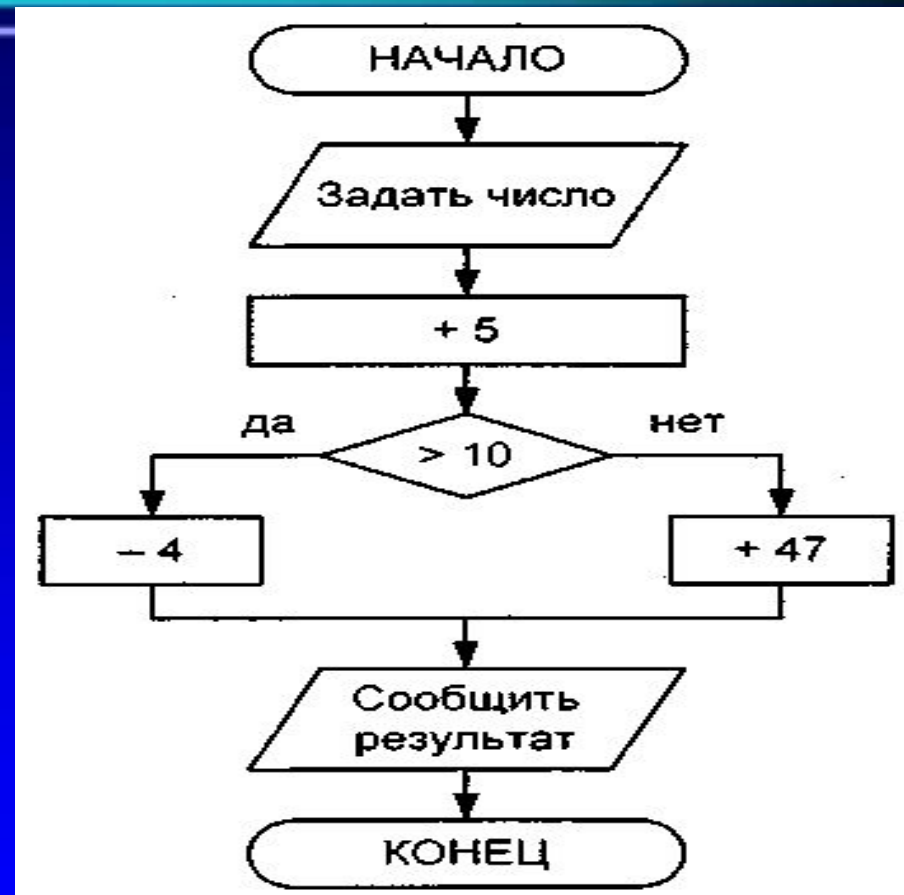 НАЧАЛО
Задать число
+ 5
да
> 10
нет
– 4
+ 47
Сообщить
результат
КОНЕЦ